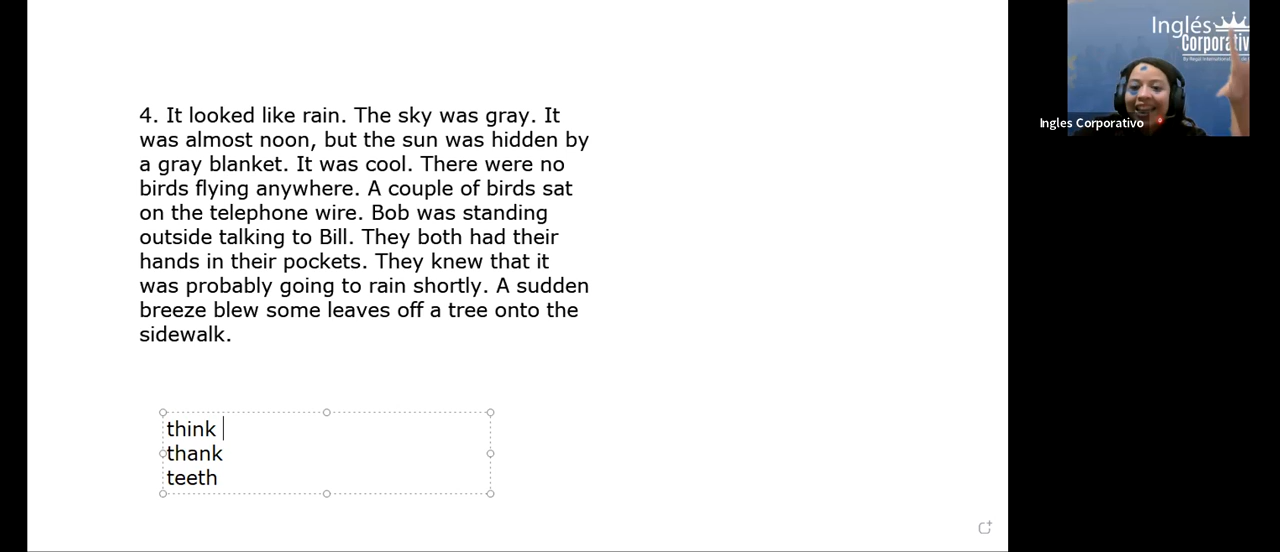 4. It looked like rain. The sky was gray. It
was almost noon, but the sun was hidden by
a gray blanket. It was cool. There were no
birds flying anywhere. A couple of birds sat
on the telephone wire. Bob was standing
outside talking to Bill. They both had their
hands in their pockets. They knew that it
was probably going to rain shortly. A sudden
breeze blew some leaves off a tree onto the
sidewalk.
think
thank
teeth
Inglés
Corporativ
Ingles Corporativo